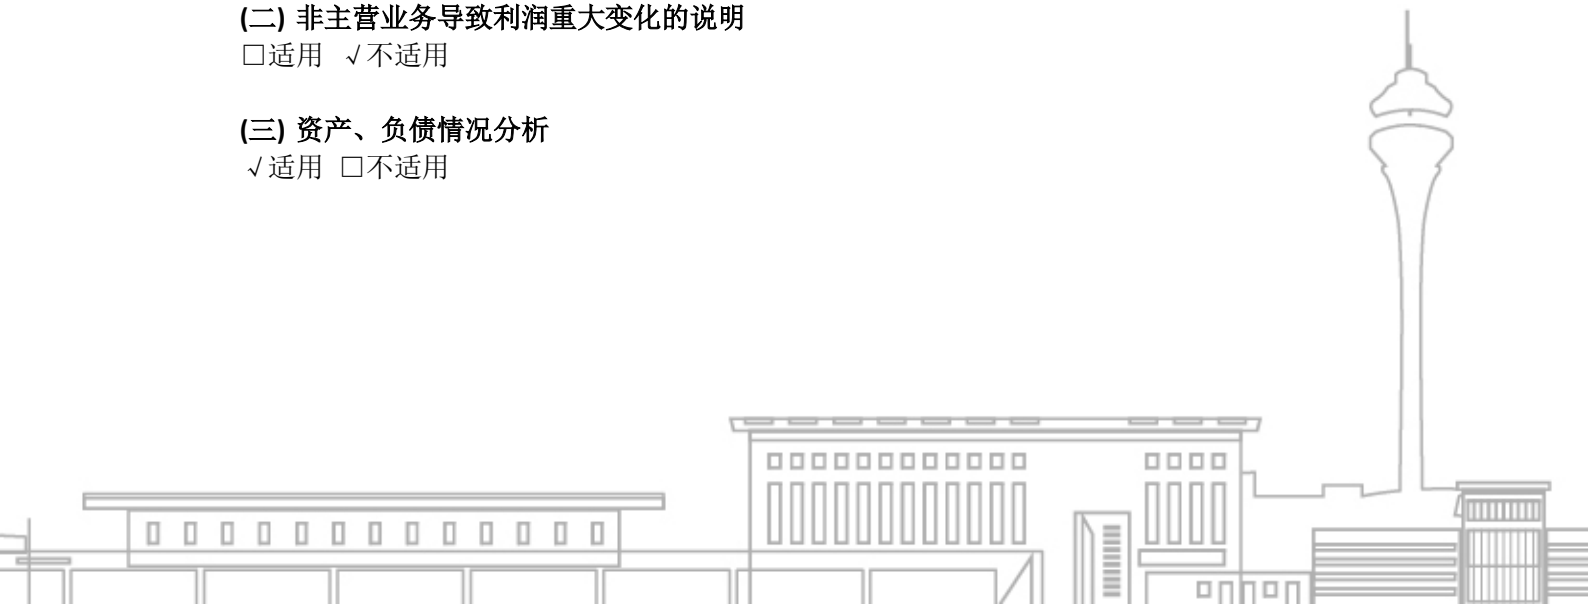 (二) 非主营业务导致利润重大变化的说明
□适用 √不适用
(三) 资产、负债情况分析
√适用 □不适用